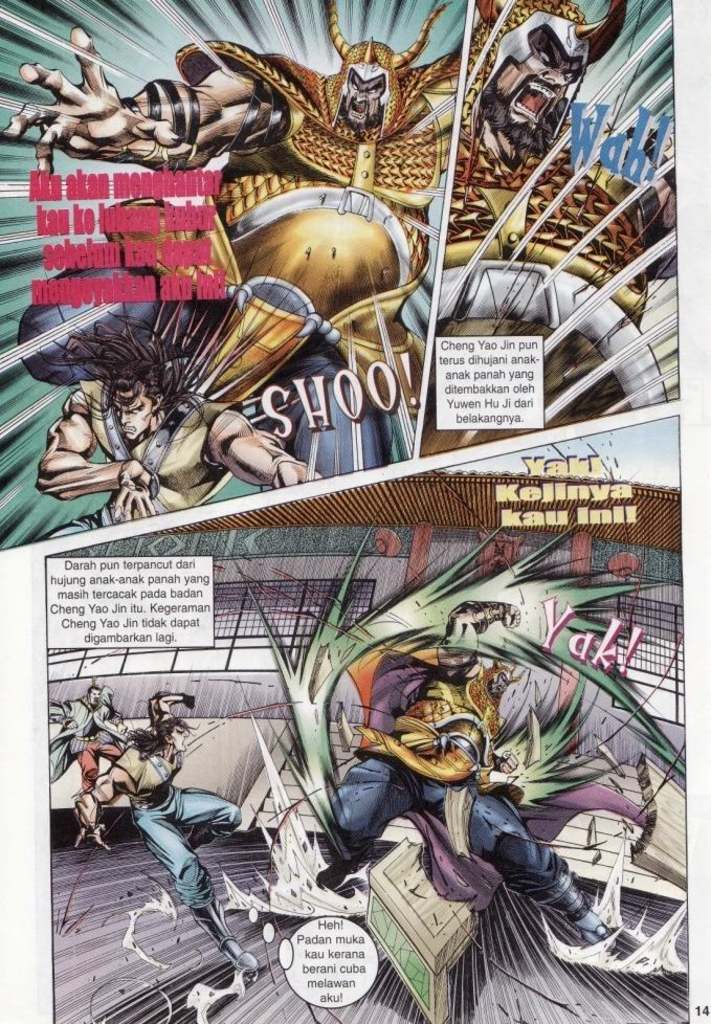 Aku akan menghantar
kau ke lubang kubur
sebelum kau dapat
mengoyakkan aku ini!
Wah!
SHOO!
Cheng Yao Jin pun
terus dihujani anak-
anak panah yang
ditembakkan oleh
Yuwen Hu Ji dari
belakangnya.
Yaki
Kejinya
kau ini!
Darah pun terpancut dari
hujung anak-anak panah yang
masih tercacak pada badan
Cheng Yao Jin itu. Kegeraman
Cheng Yao Jin tidak dapat
digambarkan lagi.
Yak!
Heh!
Padan muka
kau kerana
berani cuba
melawan
aku!
14